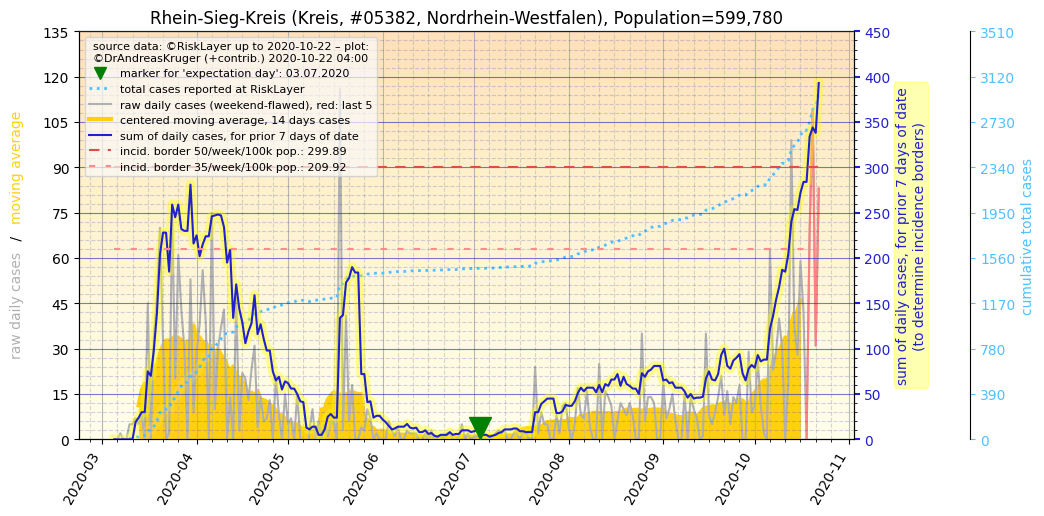 Rhein-Sieg-Kreis (Kreis, #05382, Nordrhein-Westfalen), Population=599,780
source data: ©RiskLayer up to 2020-10-22 – plot:
©DrAndreasKruger (+contrib.) 2020-10-22 04:00
marker for 'expectation day': 03.07.2020
total cases reported at RiskLayer
raw daily cases (weekend-flawed), red: last 5
centered moving average, 14 days cases
sum of daily cases, for prior 7 days of date
incid. border 50/week/100k pop.: 299.89
incid. border 35/week/100k pop.: 209.92
raw daily cases / moving average
135
120
105
90
75
60
45
30
15
0
450
400
350
300
250
200
150
100
50
0
sum of daily cases, for prior 7 days of date
(to determine incidence borders)
3510
3120
2730
2340
1950
1560
1170
780
390
0
cumulative total cases
2020-03
2020-04
2020-05
2020-06
2020-07
2020-08
2020-09
2020-10
2020-11